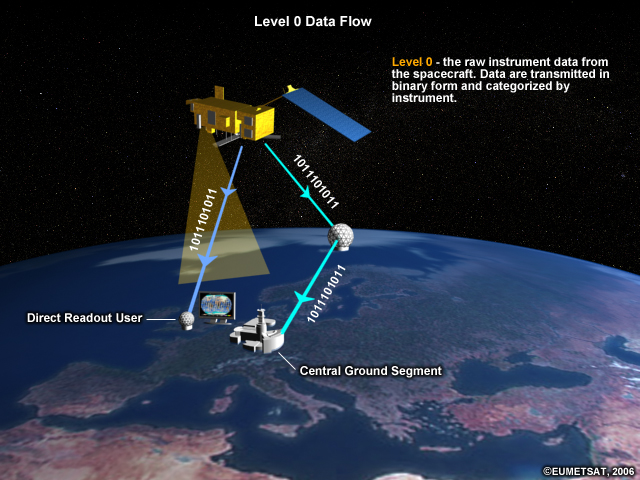 Level 0 Data Flow
Level 0 - the raw instrument data from
the spacecraft. Data are transmitted in
binary form and categorized by
instrument.
1011101011
1011101011
1011101011
Direct Readout User
Central Ground Segment
©EUMETSAT, 2006